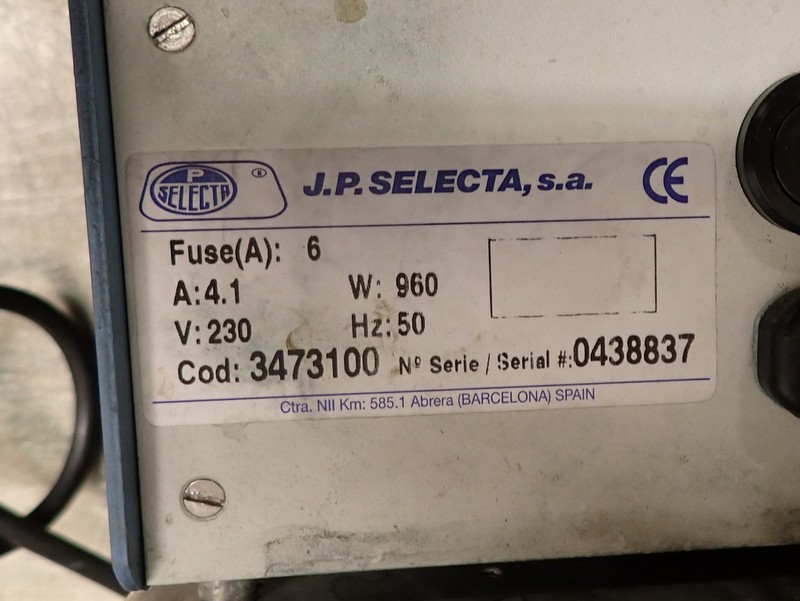 P
SELECTA ® J.P. SELECTA, s.a. CE
Fuse(A): 6
A:4.1 W: 960
V: 230 Hz: 50
Cod: 3473100 Nº Serie / Serial #:0438837
Ctra. NII Km: 585.1 Abrera (BARCELONA) SPAIN